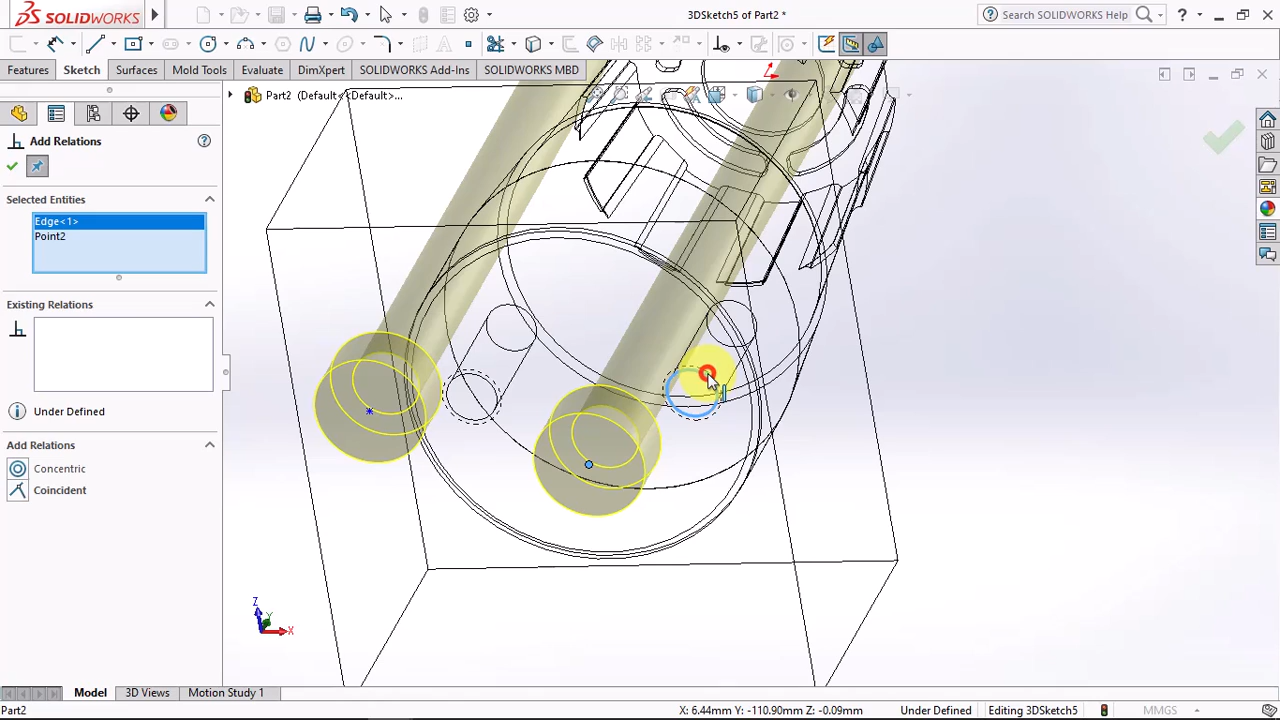 SOLIDWORKS
3DSketch5 of Part2 *
Search SOLIDWORKS Help
?
Features
Sketch
Surfaces
Mold Tools
Evaluate
DimXpert
SOLIDWORKS Add-Ins
SOLIDWORKS MBD
Part2 (Default<<Default>...
Add Relations
?
Selected Entities
Edge<1>
Point2
Existing Relations
Under Defined
Add Relations
Concentric
Coincident
Z
Y
X
Model
3D Views
Motion Study 1
Part2
X: 6.44mm Y: -110.90mm Z: -0.09mm
Under Defined
Editing 3DSketch5
MMGS